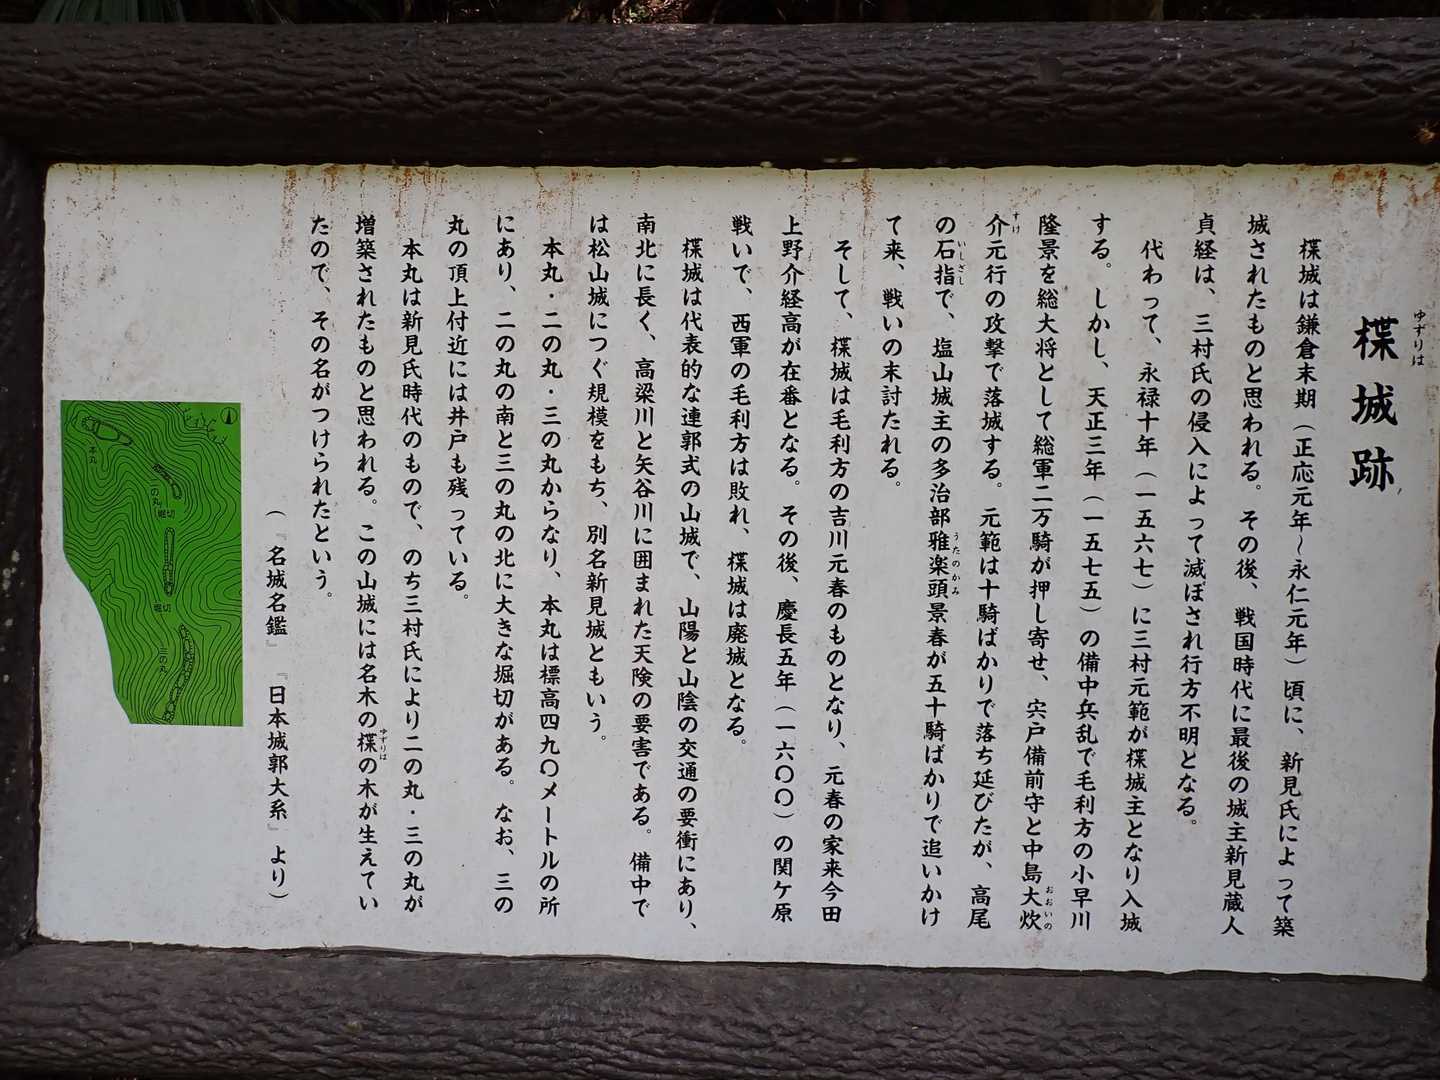 楪城跡
ゆずりは
楪城は鎌倉末期（正応元年～永仁元年）頃に、新見氏によって築
城されたものと思われる。その後、戦国時代に最後の城主新見蔵人
貞経は、三村氏の侵入によって滅ぼされ行方不明となる。
代わって、永禄十年（一五六七）に三村元範が楪城主となり入城
する。しかし、天正三年（一五七五）の備中兵乱で毛利方の小早川
隆景を総大将として総軍二万騎が押し寄せ、宍戸備前守と中島大炊
おおいの
介元行の攻撃で落城する。元範は十騎ばかりで落ち延びたが、高尾
すけ
の石指で、塩山城主の多治部雅楽頭景春が五十騎ばかりで追いかけ
いしざし
うたのかみ
て来、戦いの末討たれる。
そして、楪城は毛利方の吉川元春のものとなり、元春の家来今田
上野介経高が在番となる。その後、慶長五年（一六〇〇）の関ケ原
戦いで、西軍の毛利方は敗れ、楪城は廃城となる。
楪城は代表的な連郭式の山城で、山陽と山陰の交通の要衝にあり、
南北に長く、高梁川と矢谷川に囲まれた天険の要害である。備中で
は松山城につぐ規模をもち、別名新見城ともいう。
本丸・二の丸・三の丸からなり、本丸は標高四九〇メートルの所
にあり、二の丸の南と三の丸の北に大きな堀切がある。なお、三の
丸の頂上付近には井戸も残っている。
本丸は新見氏時代のもので、のち三村氏により二の丸・三の丸が
増築されたものと思われる。この山城には名木の楪の木が生えてい
ゆずりは
たので、その名がつけられたという。
（『名城名鑑』『日本城郭大系』より）
本丸
の丸
堀切
堀切
三の丸